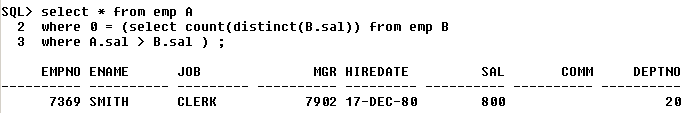 SQL> select * from emp A
  2  where 0 = (select count(distinct(B.sal)) from emp B
  3  where A.sal > B.sal ) ;

     EMPNO ENAME      JOB              MGR HIREDATE         SAL       COMM     DEPTNO
---------- ---------- --------- ---------- --------- ---------- ---------- ----------
      7369 SMITH      CLERK           7902 17-DEC-80        800                    20